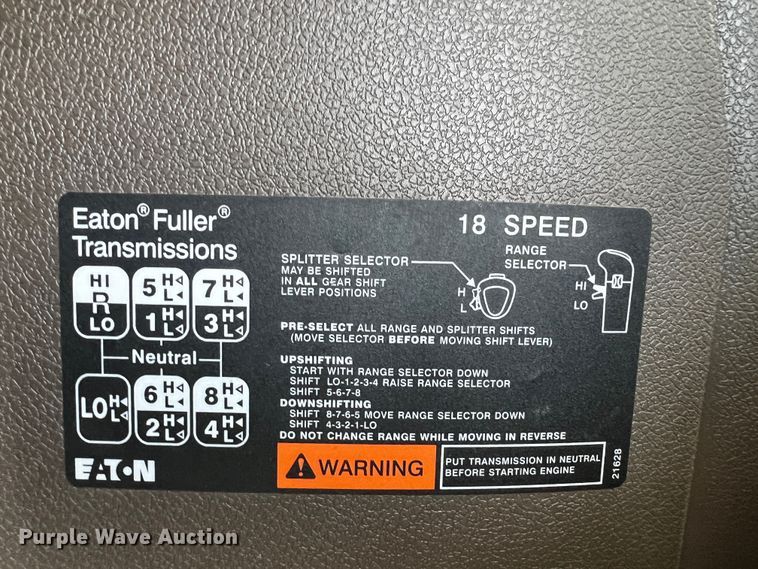 Eaton® Fuller®
Transmissions
18 SPEED
SPLITTER SELECTOR
MAY BE SHIFTED
IN ALL GEAR SHIFT
LEVER POSITIONS
H
L
RANGE
SELECTOR
HI
LO
HI
R
LO
5 H L
1 H L
7 H L
3 H L
Neutral
LO H L
6 H L
2 H L
8 H L
4 H L
PRE-SELECT ALL RANGE AND SPLITTER SHIFTS
(MOVE SELECTOR BEFORE MOVING SHIFT LEVER)
UPSHIFTING
START WITH RANGE SELECTOR DOWN
SHIFT LO-1-2-3-4 RAISE RANGE SELECTOR
SHIFT 5-6-7-8
DOWNSHIFTING
SHIFT 8-7-6-5 MOVE RANGE SELECTOR DOWN
SHIFT 4-3-2-1-LO
DO NOT CHANGE RANGE WHILE MOVING IN REVERSE
EATON
WARNING
PUT TRANSMISSION IN NEUTRAL
BEFORE STARTING ENGINE
21628
Purple Wave Auction